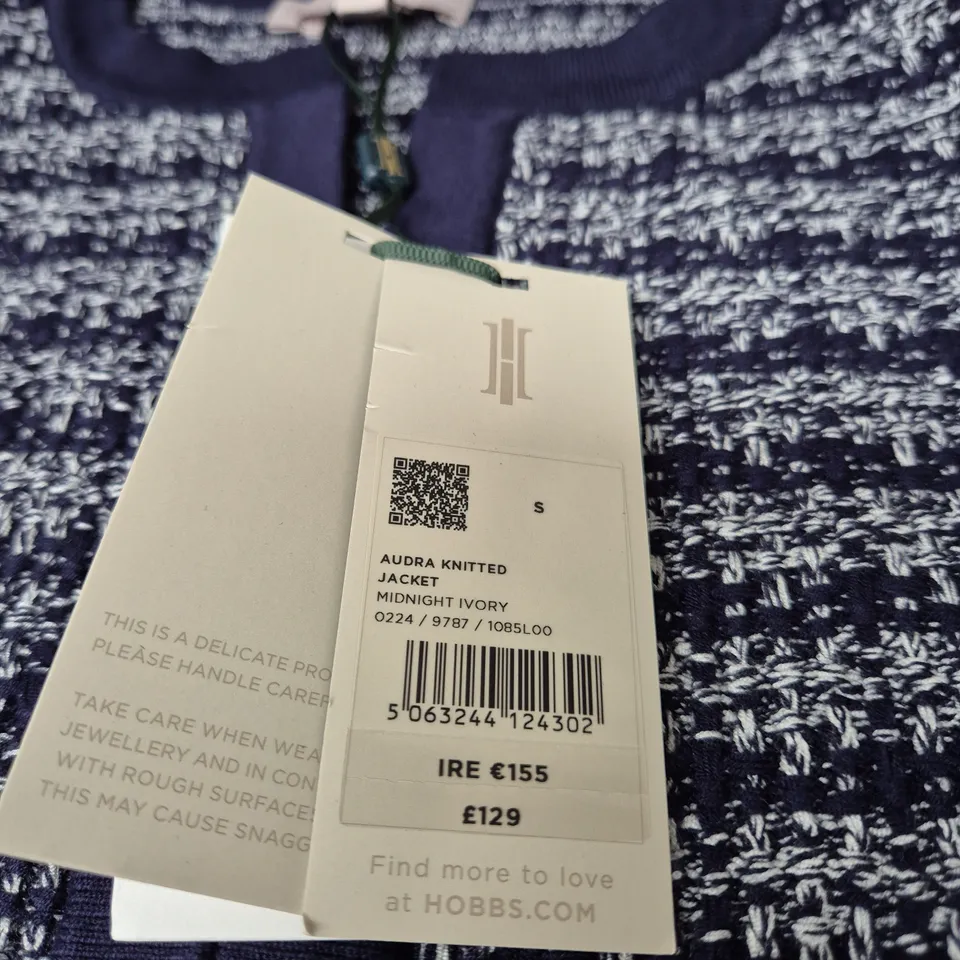 THIS IS A DELICATE
PLEASE HANDLE
TAKE CARE WHEN
JEWELLERY AND IN
WITH ROUGH
THIS MAY CAUSE
S
AUDRA KNITTED
JACKET
MIDNIGHT IVORY
0224 / 9787 / 1085L00
5 063244 124302
IRE €155
£129
Find more to love
at HOBBS.COM